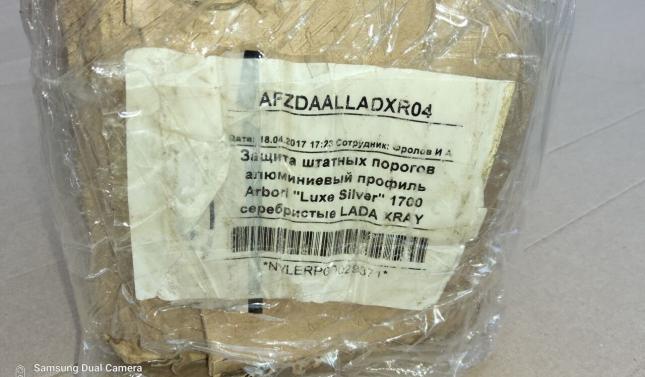 AFZDAALLADXR04
Дата: 18.04.2017 17:23 Сотрудник: Фролов И А
Защита штатных порогов
алюминиевый профиль
Arbori "Luxe Silver" 1700
серебристые LADA XRAY
Samsung Dual Camera